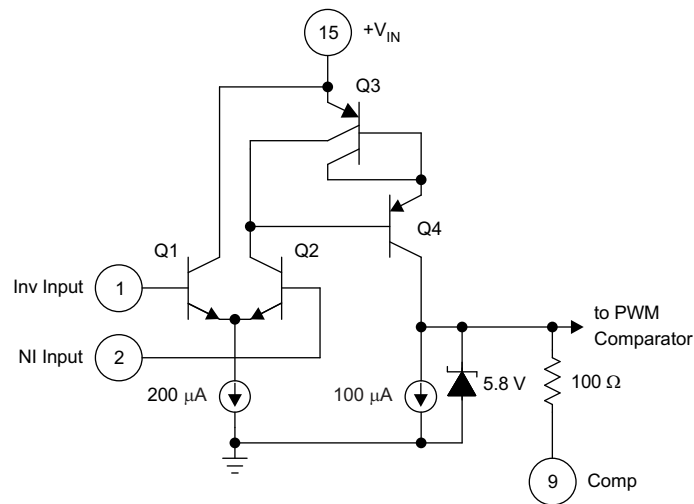 15
+VIN
Q3
Q4
Q1
Q2
Inv Input
1
NI Input
2
to PWM
Comparator
200 μA
100 μA
5.8 V
100 Ω
9
Comp